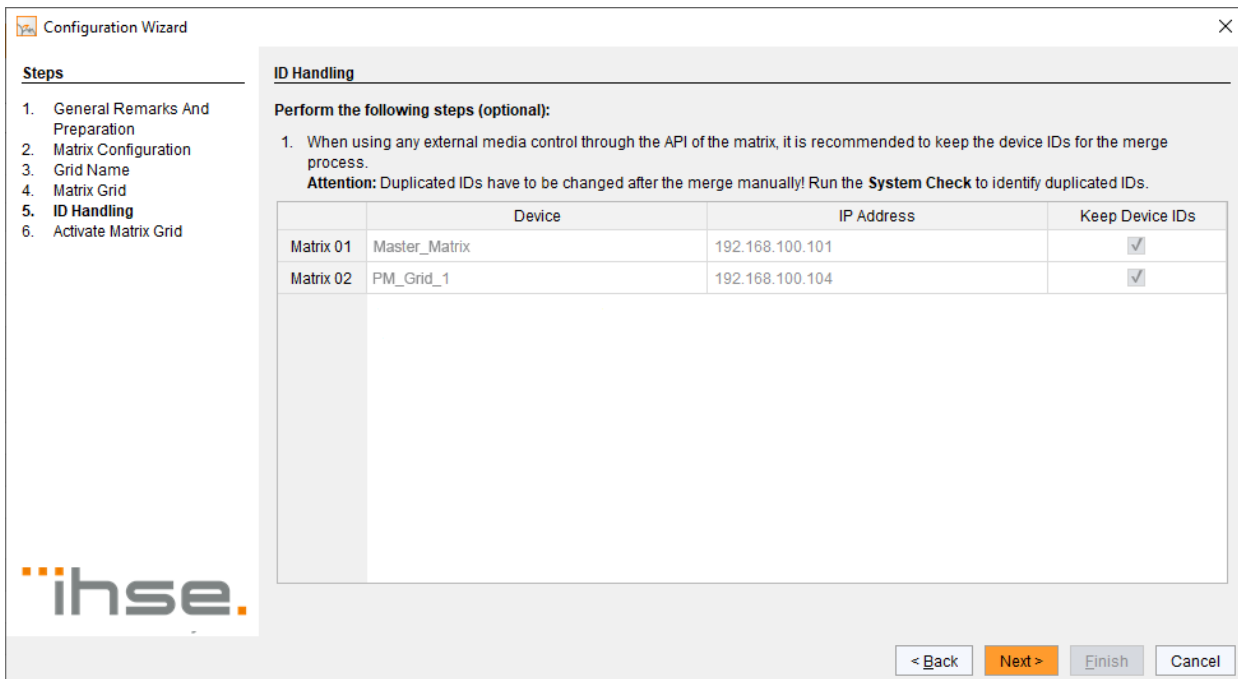 Configuration Wizard
Steps
1. General Remarks And
Preparation
2. Matrix Configuration
3. Grid Name
4. Matrix Grid
5. ID Handling
6. Activate Matrix Grid
ID Handling
Perform the following steps (optional):
1. When using any external media control through the API of the matrix, it is recommended to keep the device IDs for the merge
process.
Attention: Duplicated IDs have to be changed after the merge manually! Run the System Check to identify duplicated IDs.
Device IP Address Keep Device IDs
Matrix 01 Master_Matrix 192.168.100.101
Matrix 02 PM_Grid_1 192.168.100.104
ihse.
< Back Next > Finish Cancel